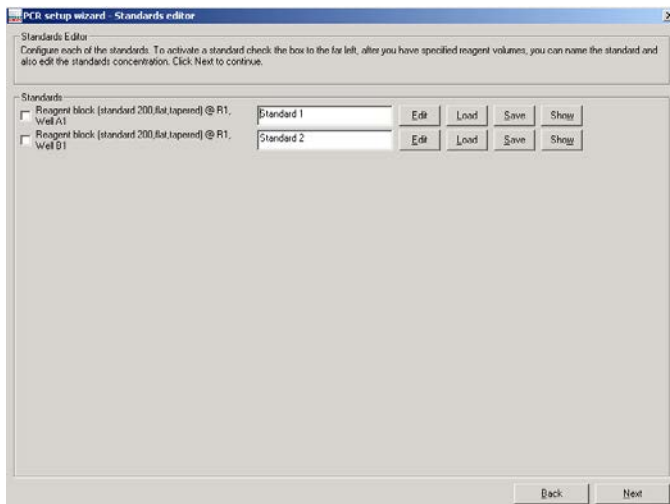 PCR setup wizard - Standards editor
Standards Editor
Configure each of the standards. To activate a standard check the box to the far left, after you have specified reagent volumes, you can name the standard and
also edit the standards concentration. Click Next to continue.
Standards
Reagent block (standard 200,flat,tapered) @ R1,
Well A1
Standard 1
Edit
Load
Save
Show
Reagent block (standard 200,flat,tapered) @ R1,
Well B1
Standard 2
Edit
Load
Save
Show
Back
Next